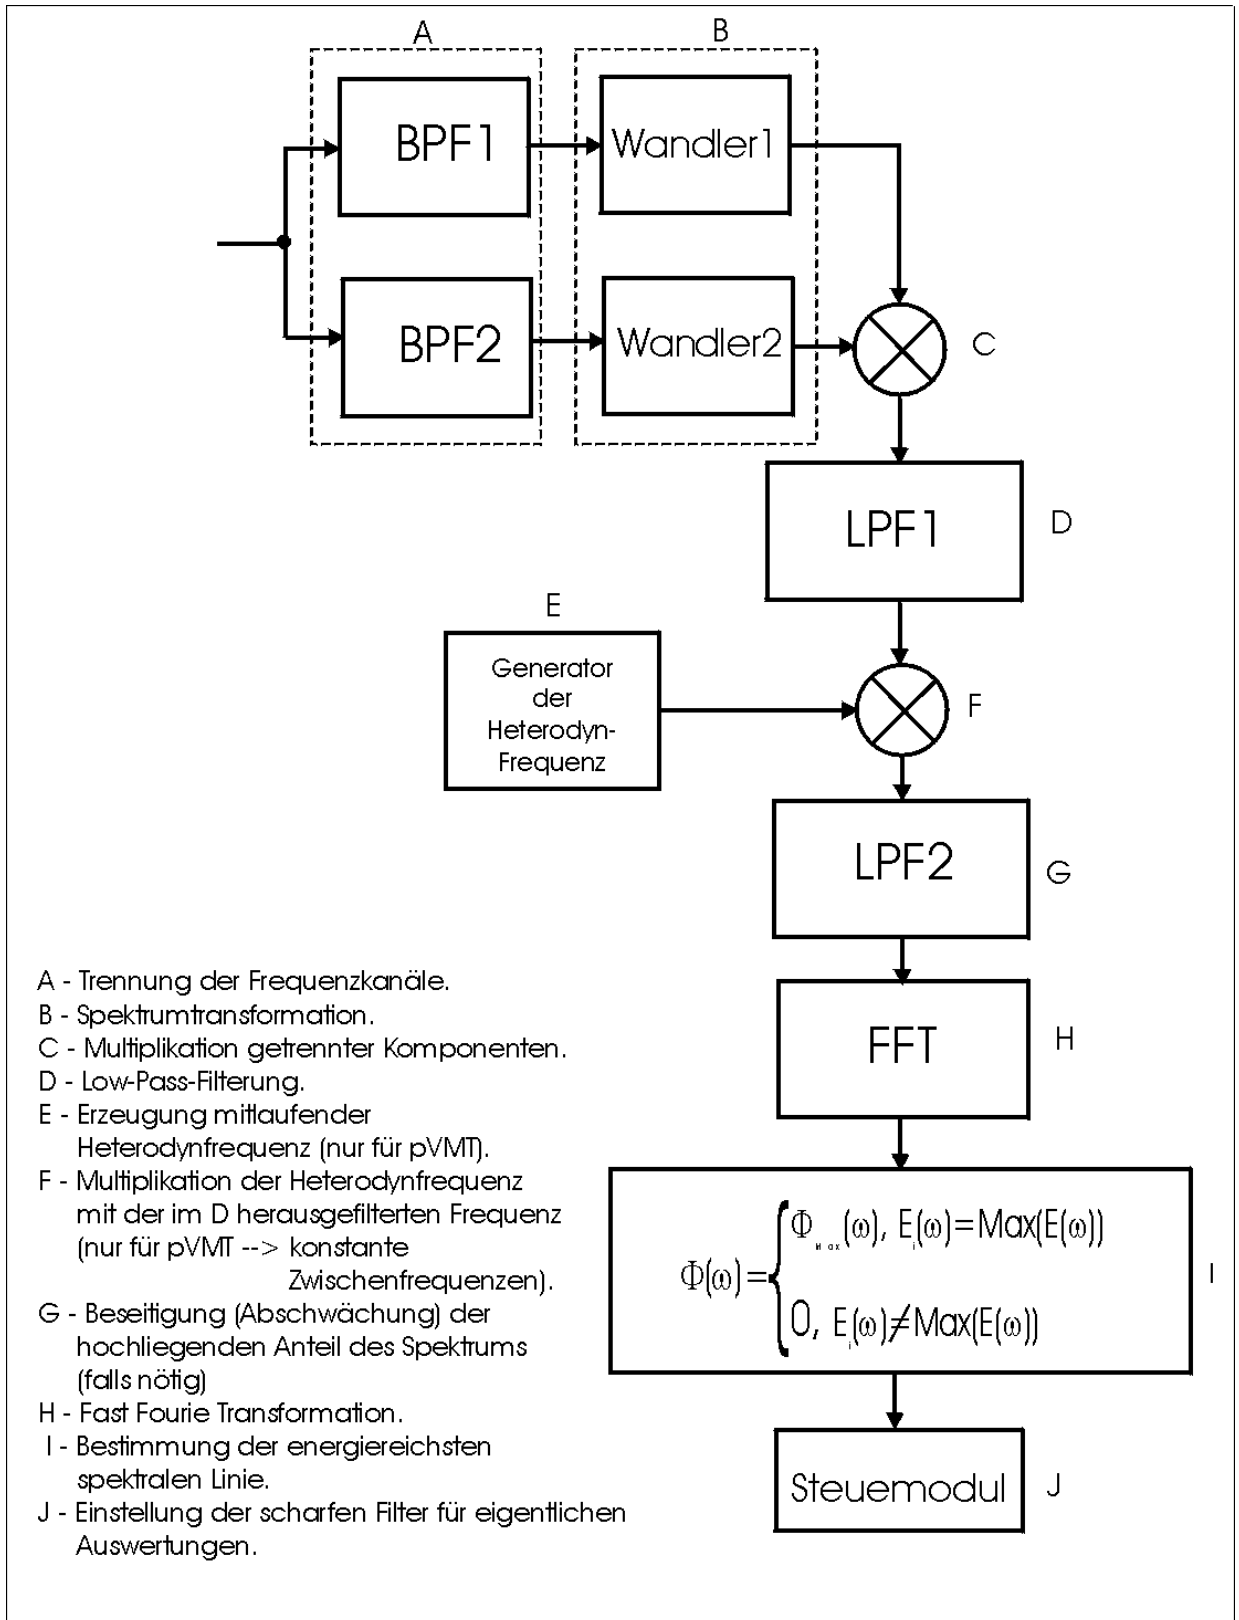 A
B
BPF1
Wandler1
BPF2
Wandler2
C
LPF1
D
E
Generator
der
Heterodyn-
Frequenz
F
LPF2
G
FFT
H
Φ(ω)={Φ_Max(ω), E_i(ω)=Max(E(ω))
0, E_i(ω)≠Max(E(ω))
I
Steuemodul
J
A - Trennung der Frequenzkanäle.
B - Spektrumtransformation.
C - Multiplikation getrennter Komponenten.
D - Low-Pass-Filterung.
E - Erzeugung mitlaufender
Heterodynfrequenz (nur für pVMT).
F - Multiplikation der Heterodynfrequenz
mit der im D herausgefilterten Frequenz
(nur für pVMT --> konstante
Zwischenfrequenzen).
G - Beseitigung (Abschwächung) der
hochliegenden Anteil des Spektrums
(falls nötig)
H - Fast Fourie Transformation.
I - Bestimmung der energiereichsten
spektralen Linie.
J - Einstellung der scharfen Filter für eigentlichen
Auswertungen.